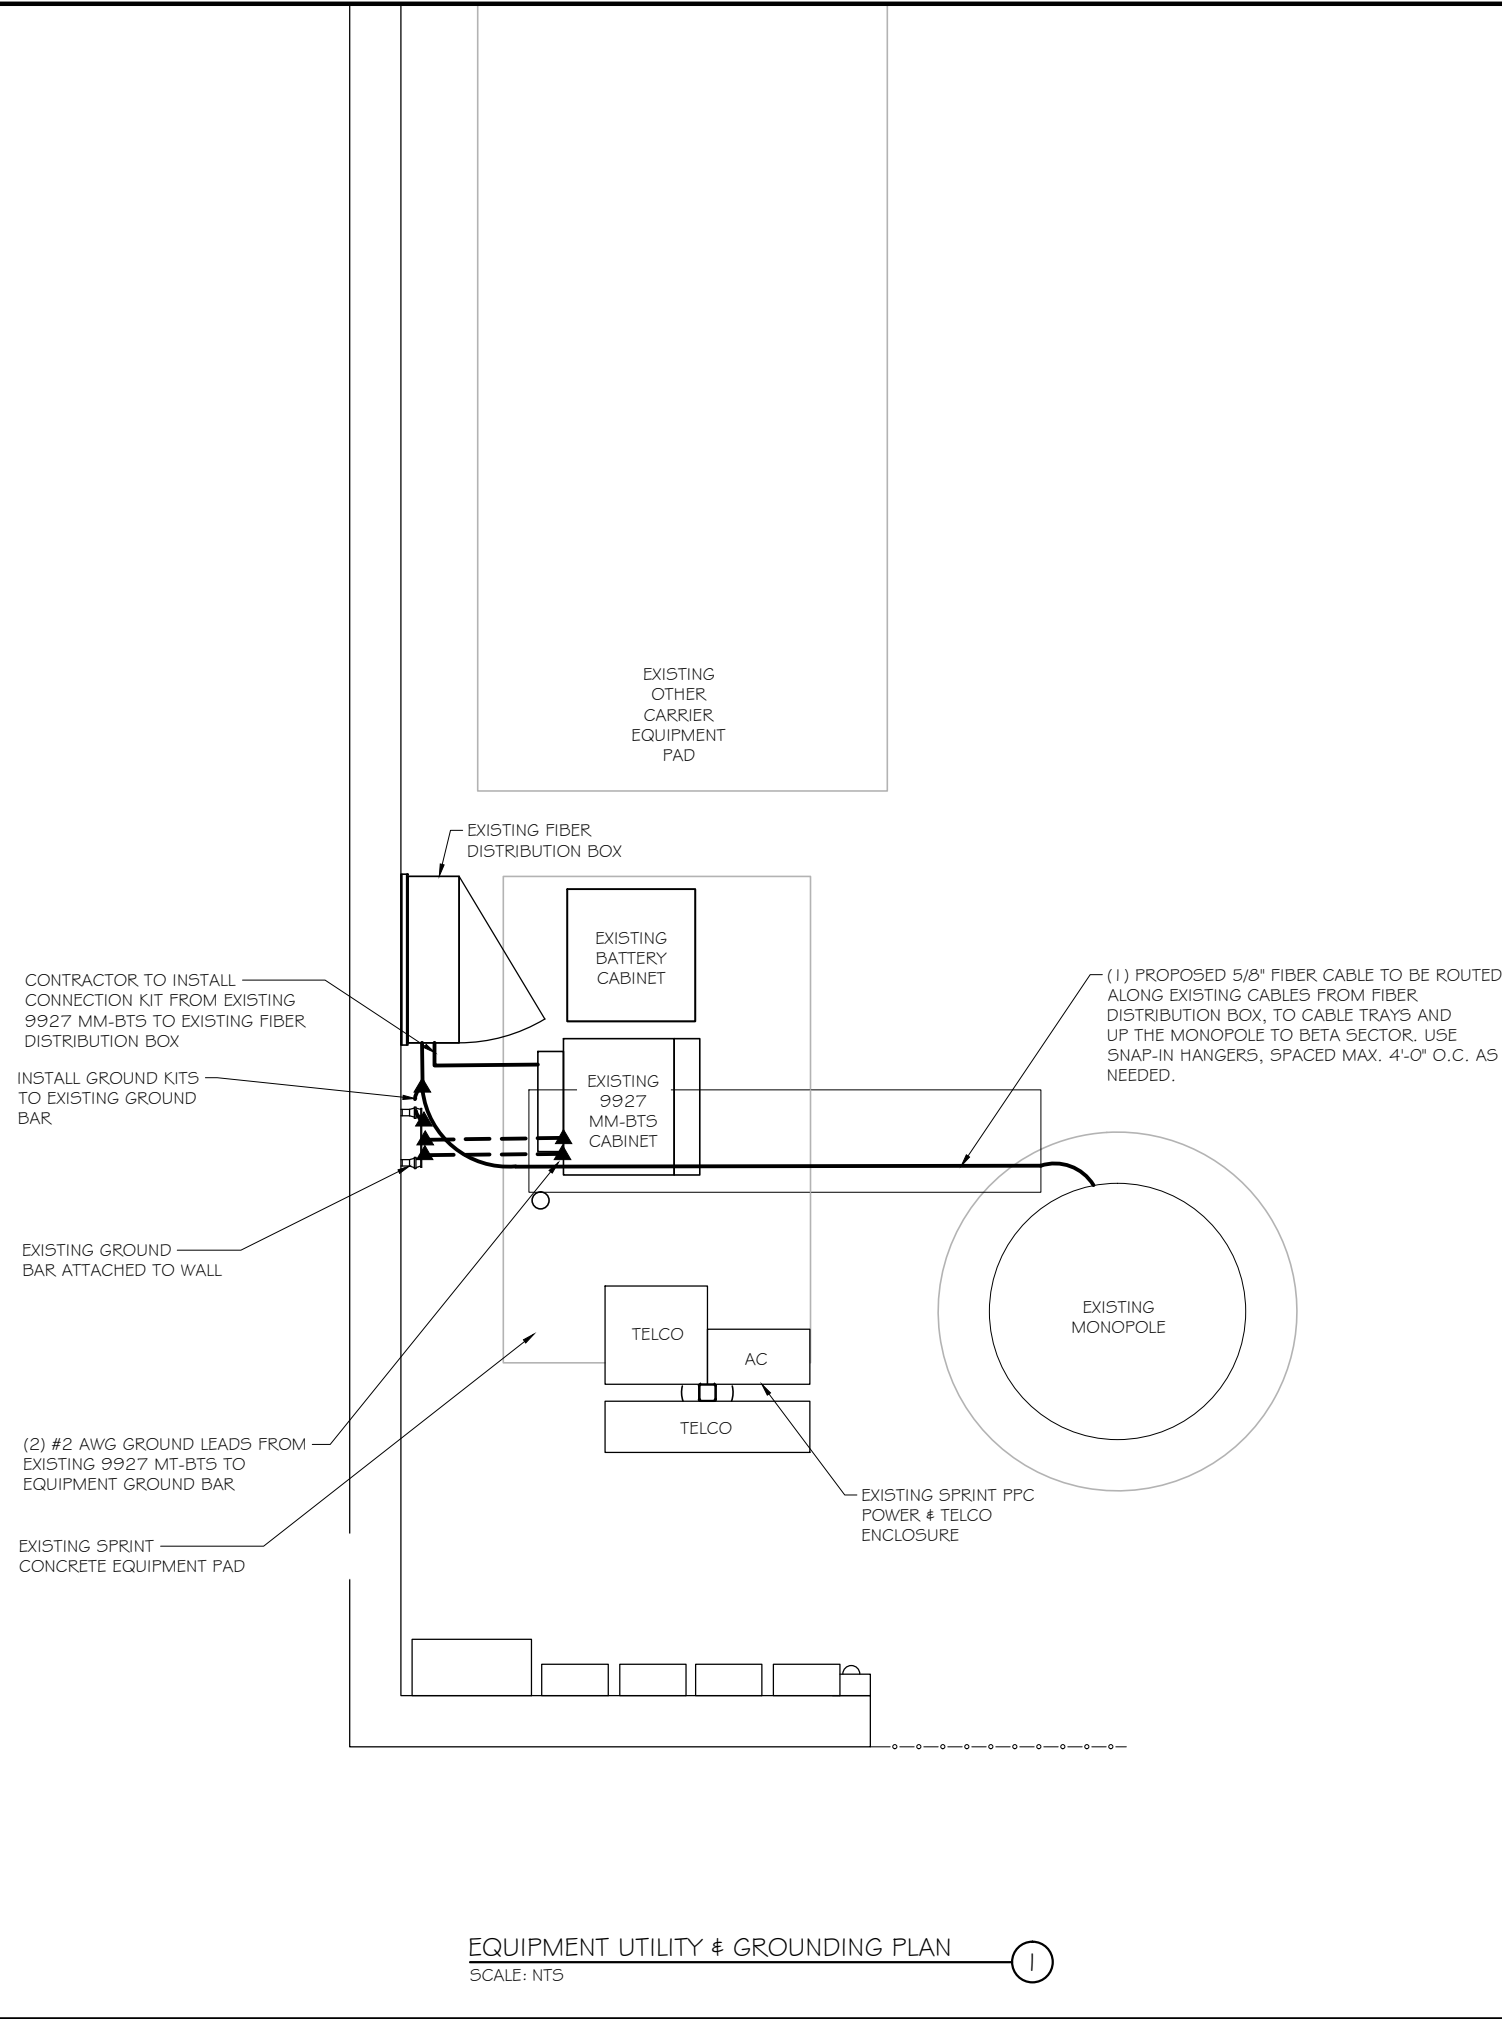 EXISTING
OTHER
CARRIER
EQUIPMENT
PAD
EXISTING FIBER
DISTRIBUTION BOX
EXISTING
BATTERY
CABINET
CONTRACTOR TO INSTALL
CONNECTION KIT FROM EXISTING
9927 MM-BTS TO EXISTING FIBER
DISTRIBUTION BOX
(1) PROPOSED 5/8" FIBER CABLE TO BE ROUTED
ALONG EXISTING CABLES FROM FIBER
DISTRIBUTION BOX, TO CABLE TRAYS AND
UP THE MONOPOLE TO BETA SECTOR. USE
SNAP-IN HANGERS, SPACED MAX. 4'-0" O.C. AS
NEEDED.
INSTALL GROUND KITS
TO EXISTING GROUND
BAR
EXISTING
9927
MM-BTS
CABINET
EXISTING GROUND
BAR ATTACHED TO WALL
EXISTING
MONOPOLE
TELCO
AC
TELCO
(2) #2 AWG GROUND LEADS FROM
EXISTING 9927 MT-BTS TO
EQUIPMENT GROUND BAR
EXISTING SPRINT PPC
POWER & TELCO
ENCLOSURE
EXISTING SPRINT
CONCRETE EQUIPMENT PAD
EQUIPMENT UTILITY & GROUNDING PLAN
1
SCALE: NTS